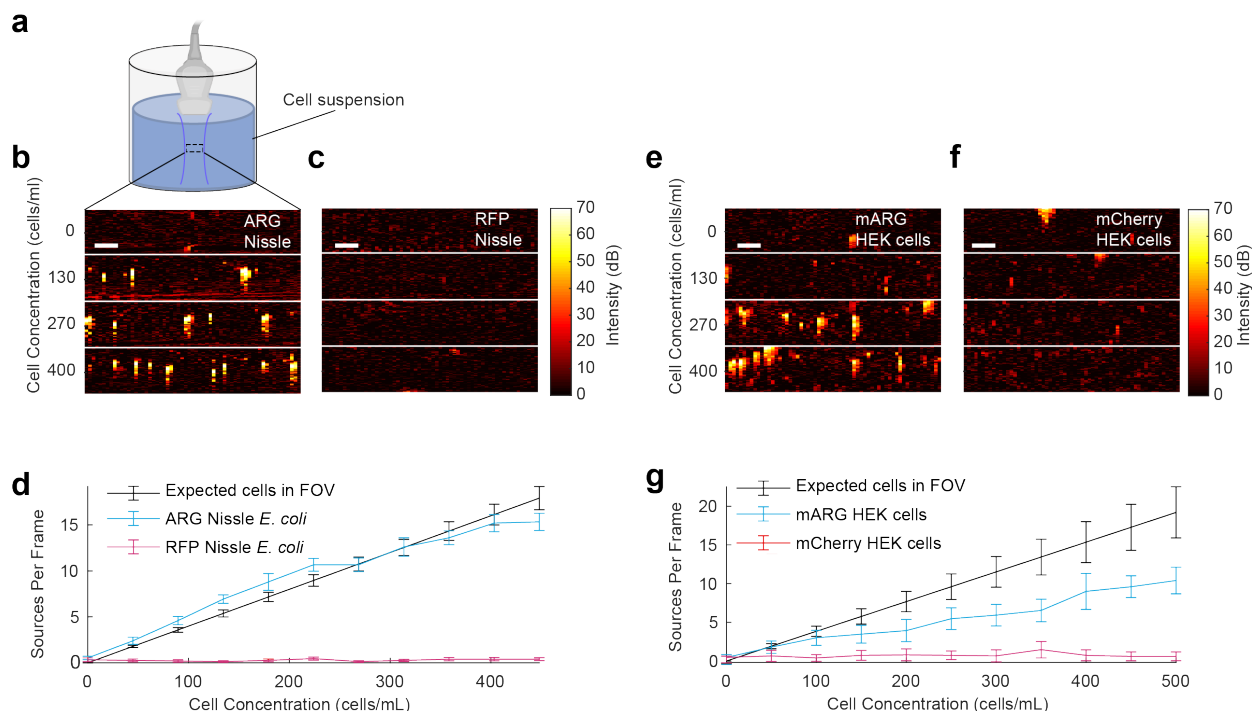 a
Cell suspension
b
c
e
f
Cell Concentration (cells/ml)
0
130
270
400
ARG
Nissle
RFP
Nissle
70
60
50
40
30
20
10
0
Intensity (dB)
Cell Concentration (cells/ml)
0
130
270
400
mARG
HEK cells
mCherry
HEK cells
70
60
50
40
30
20
10
0
Intensity (dB)
d
Expected cells in FOV
ARG Nissle E. coli
RFP Nissle E. coli
Sources Per Frame
15
10
5
0
0
100
200
300
400
Cell Concentration (cells/mL)
g
Expected cells in FOV
mARG HEK cells
mCherry HEK cells
Sources Per Frame
20
15
10
5
0
0
100
200
300
400
500
Cell Concentration (cells/mL)